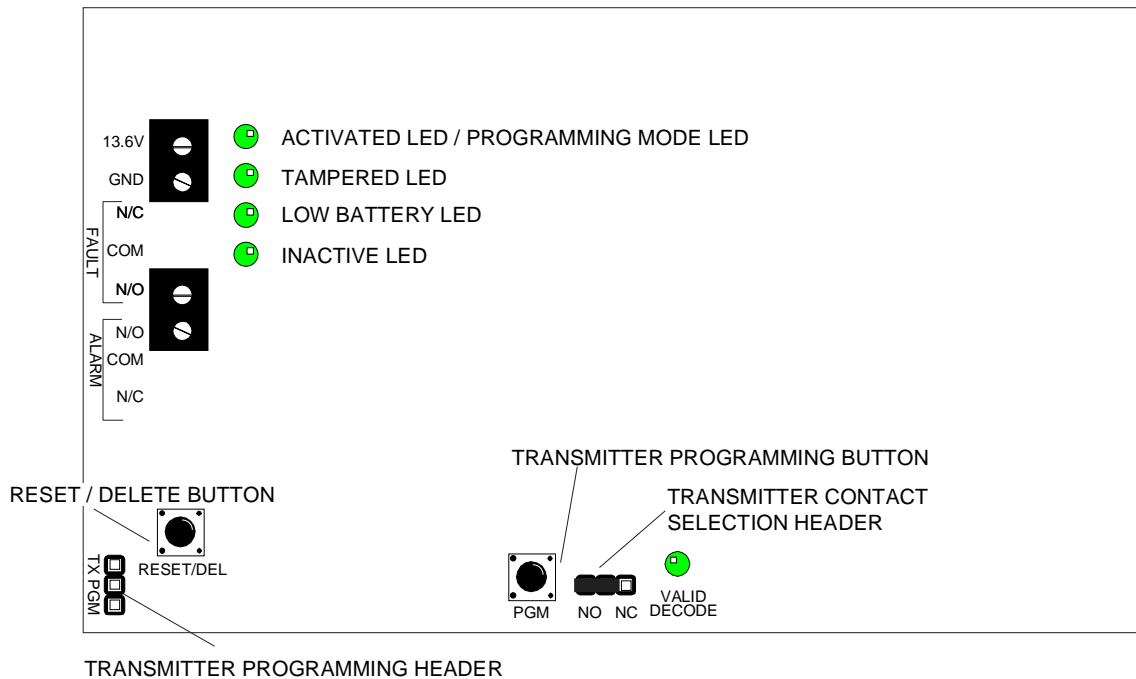 13.6V
ACTIVATED LED / PROGRAMMING MODE LED
GND
TAMPERED LED
N/C
LOW BATTERY LED
FAULT
COM
INACTIVE LED
N/O
ALARM
N/O
COM
N/C
TRANSMITTER PROGRAMMING BUTTON
RESET / DELETE BUTTON
TRANSMITTER CONTACT
SELECTION HEADER
TX PGM
RESET/DEL
PGM
NO
NC
VALID
DECODE
TRANSMITTER PROGRAMMING HEADER